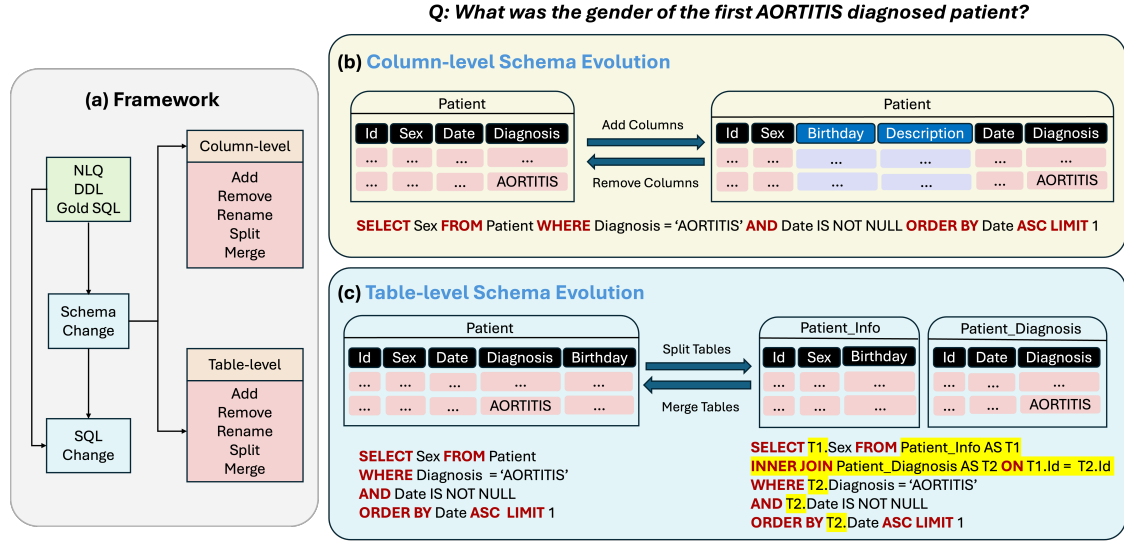 Q: What was the gender of the first AORTITIS diagnosed patient?
(a) Framework
NLQ
DDL
Gold SQL
Schema
Change
SQL
Change
Column-level
Add
Remove
Rename
Split
Merge
Table-level
Add
Remove
Rename
Split
Merge
(b) Column-level Schema Evolution
Patient
Id Sex Date Diagnosis
... ... ... ...
... ... ... AORTITIS
Add Columns
Remove Columns
Patient
Id Sex Birthday Description Date Diagnosis
... ... ... ... ... ...
... ... ... ... ... AORTITIS
SELECT Sex FROM Patient WHERE Diagnosis = ‘AORTITIS’ AND Date IS NOT NULL ORDER BY Date ASC LIMIT 1
(c) Table-level Schema Evolution
Patient
Id Sex Date Diagnosis Birthday
... ... ... ... ...
... ... ... AORTITIS ...
Split Tables
Merge Tables
Patient_Info
Id Sex Birthday
... ... ...
... ... ...
Patient_Diagnosis
Id Date Diagnosis
... ... ...
... ... AORTITIS
SELECT Sex FROM Patient
WHERE Diagnosis = ‘AORTITIS’
AND Date IS NOT NULL
ORDER BY Date ASC LIMIT 1
SELECT T1.Sex FROM Patient_Info AS T1
INNER JOIN Patient_Diagnosis AS T2 ON T1.Id = T2.Id
WHERE T2.Diagnosis = ‘AORTITIS’
AND T2.Date IS NOT NULL
ORDER BY T2.Date ASC LIMIT 1